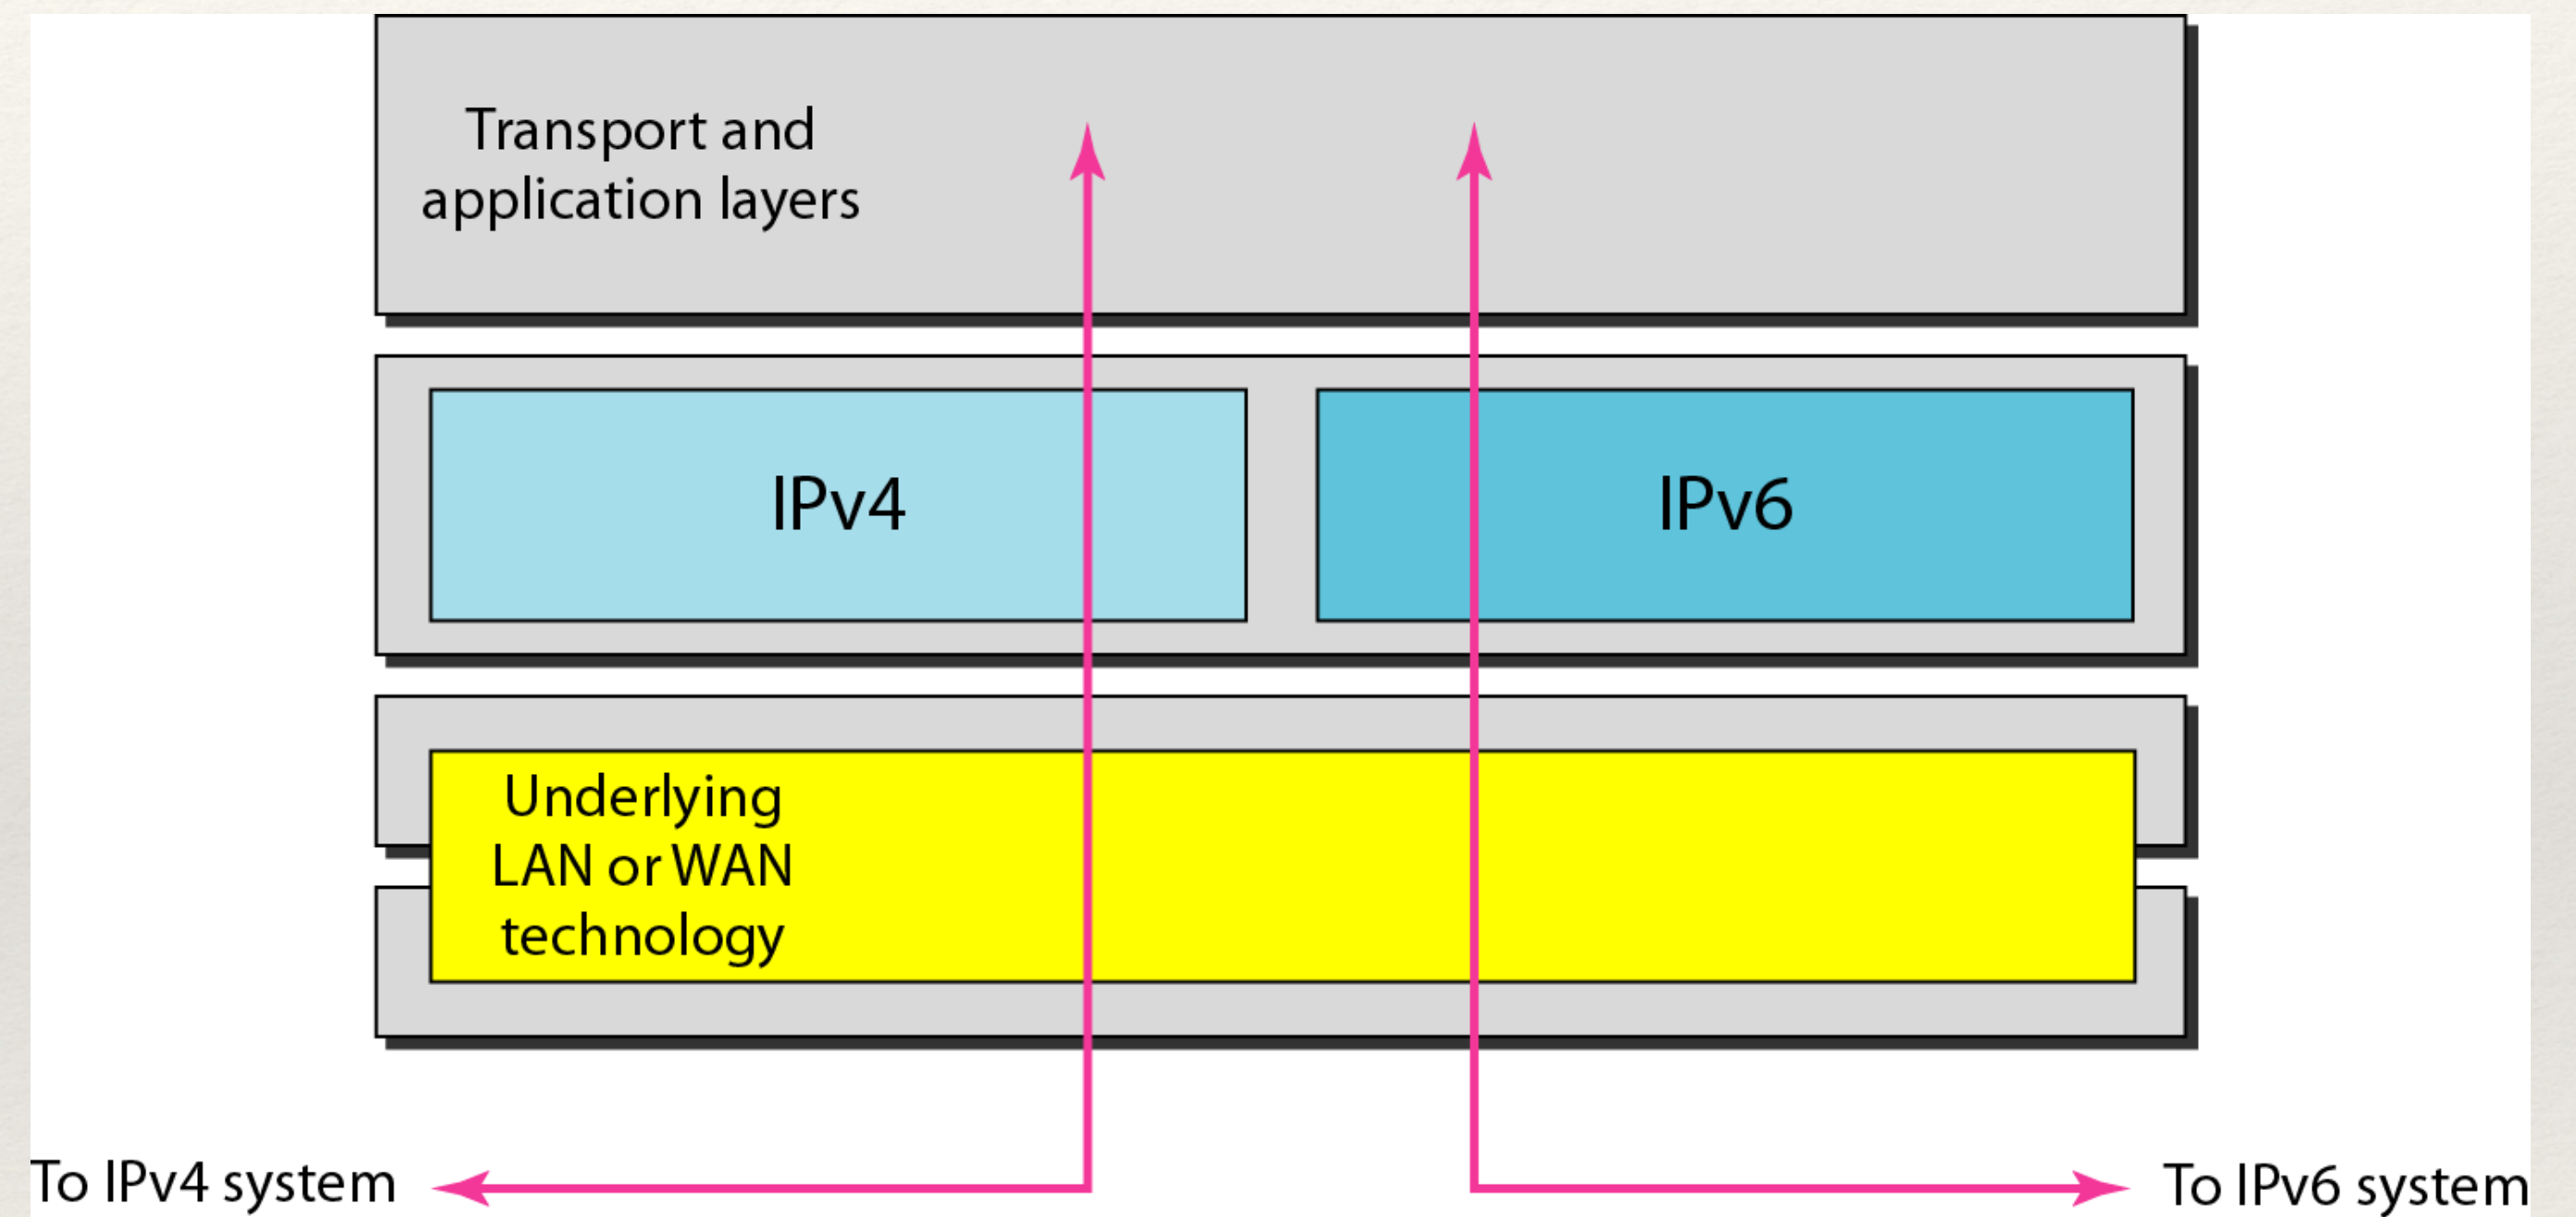 Transport and
application layers
IPv4
IPv6
Underlying
LAN or WAN
technology
To IPv4 system
To IPv6 system